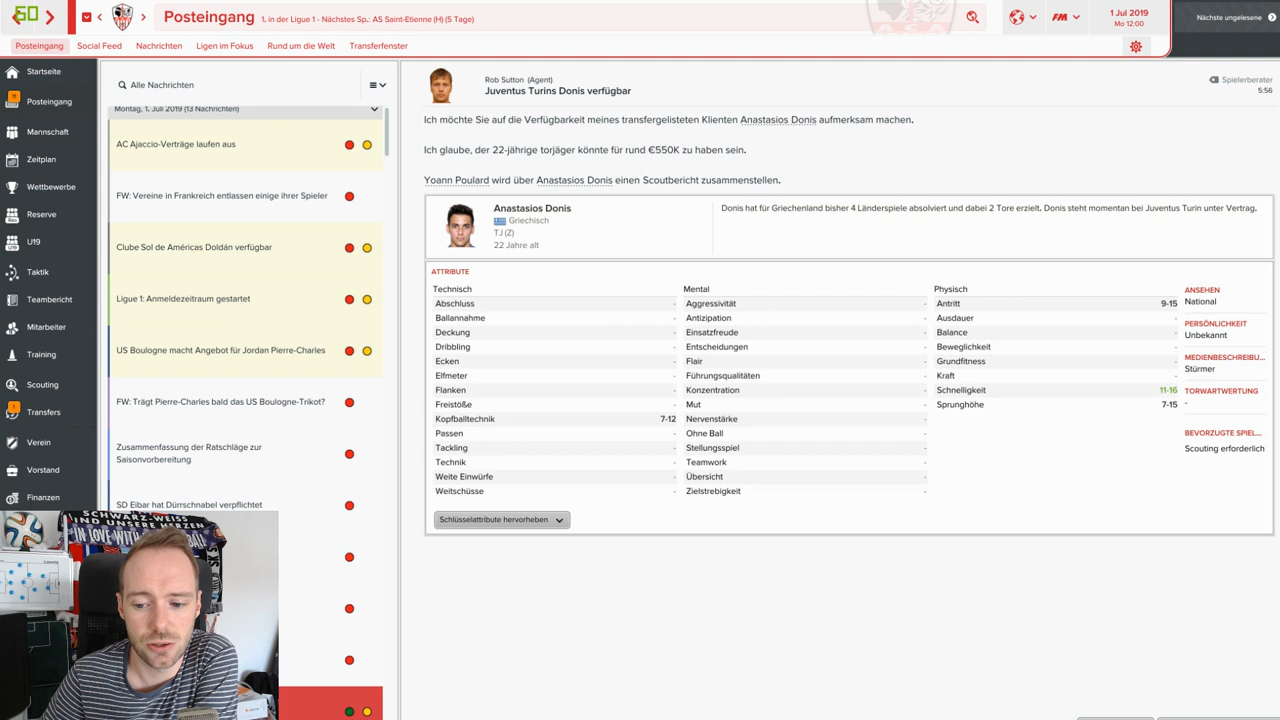 60
Posteingang
1. in der Ligue 1 - Nächstes Sp.: AS Saint-Etienne (H) (5 Tage)
FM
1 Jul 2019
Mo 12:00
Nächste ungelesene
Posteingang
Social Feed
Nachrichten
Ligen im Fokus
Rund um die Welt
Transferfenster
Startseite
Posteingang
Mannschaft
Zeitplan
Wettbewerbe
Reserve
U19
Taktik
Teambericht
Mitarbeiter
Training
Scouting
Transfers
Verein
Vorstand
Finanzen
Alle Nachrichten
Montag, 1. Juli 2019 (13 Nachrichten)
AC Ajaccio-Verträge laufen aus
FW: Vereine in Frankreich entlassen einige ihrer Spieler
Clube Sol de Américas Doldán verfügbar
Ligue 1: Anmeldezeitraum gestartet
US Boulogne macht Angebot für Jordan Pierre-Charles
FW: Trägt Pierre-Charles bald das US Boulogne-Trikot?
Zusammenfassung der Ratschläge zur
Saisonvorbereitung
SD Eibar hat Dürrschnabel verpflichtet
Rob Sutton (Agent)
Juventus Turins Donis verfügbar
Spielerberater
5:56
Ich möchte Sie auf die Verfügbarkeit meines transfergelisteten Klienten Anastasios Donis aufmerksam machen.
Ich glaube, der 22-jährige torjäger könnte für rund €550K zu haben sein.
Yoann Poulard wird über Anastasios Donis einen Scoutbericht zusammenstellen.
Anastasios Donis
Griechisch
TJ (Z)
22 Jahre alt
Donis hat für Griechenland bisher 4 Länderspiele absolviert und dabei 2 Tore erzielt. Donis steht momentan bei Juventus Turin unter Vertrag.
ATTRIBUTE
Technisch
Abschluss -
Ballannahme -
Deckung -
Dribbling -
Ecken -
Elfmeter -
Flanken -
Freistöße -
Kopfballtechnik 7-12
Passen -
Tackling -
Technik -
Weite Einwürfe -
Weitschüsse -
Mental
Aggressivität -
Antizipation -
Einsatzfreude -
Entscheidungen -
Flair -
Führungsqualitäten -
Konzentration -
Mut -
Nervenstärke -
Ohne Ball -
Stellungsspiel -
Teamwork -
Übersicht -
Zielstrebigkeit -
Physisch
Antritt 9-15
Ausdauer -
Balance -
Beweglichkeit -
Grundfitness -
Kraft -
Schnelligkeit 11-16
Sprunghöhe 7-15
ANSEHEN
National
PERSÖNLICHKEIT
Unbekannt
MEDIENBESCHREIBU...
Stürmer
TORWARTWERTUNG
-
BEVORZUGTE SPIEL...
Scouting erforderlich
Schlüsselattribute hervorheben
SCHWARZ-WEISS
IND UNSERE HERZEN
IN LOVE WITH